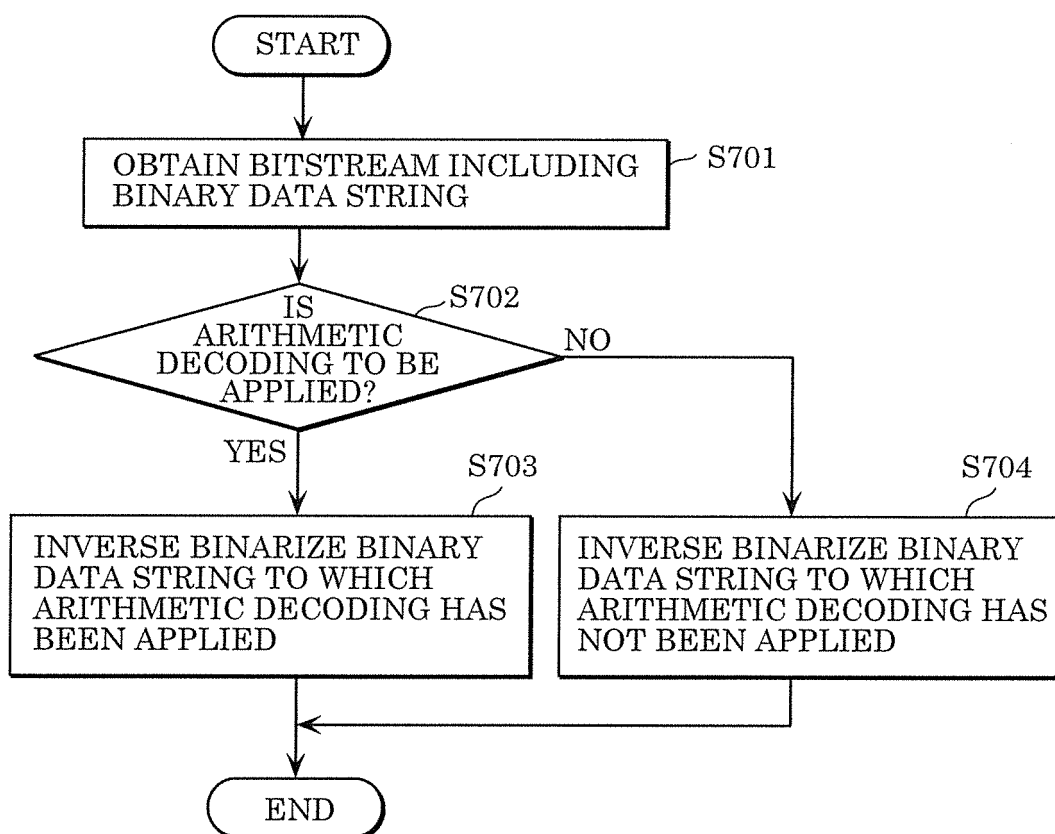 START
OBTAIN BITSTREAM INCLUDING
BINARY DATA STRING
S701
IS
ARITHMETIC
DECODING TO BE
APPLIED?
S702
NO
YES
S703
INVERSE BINARIZE BINARY
DATA STRING TO WHICH
ARITHMETIC DECODING HAS
BEEN APPLIED
S704
INVERSE BINARIZE BINARY
DATA STRING TO WHICH
ARITHMETIC DECODING HAS
NOT BEEN APPLIED
END